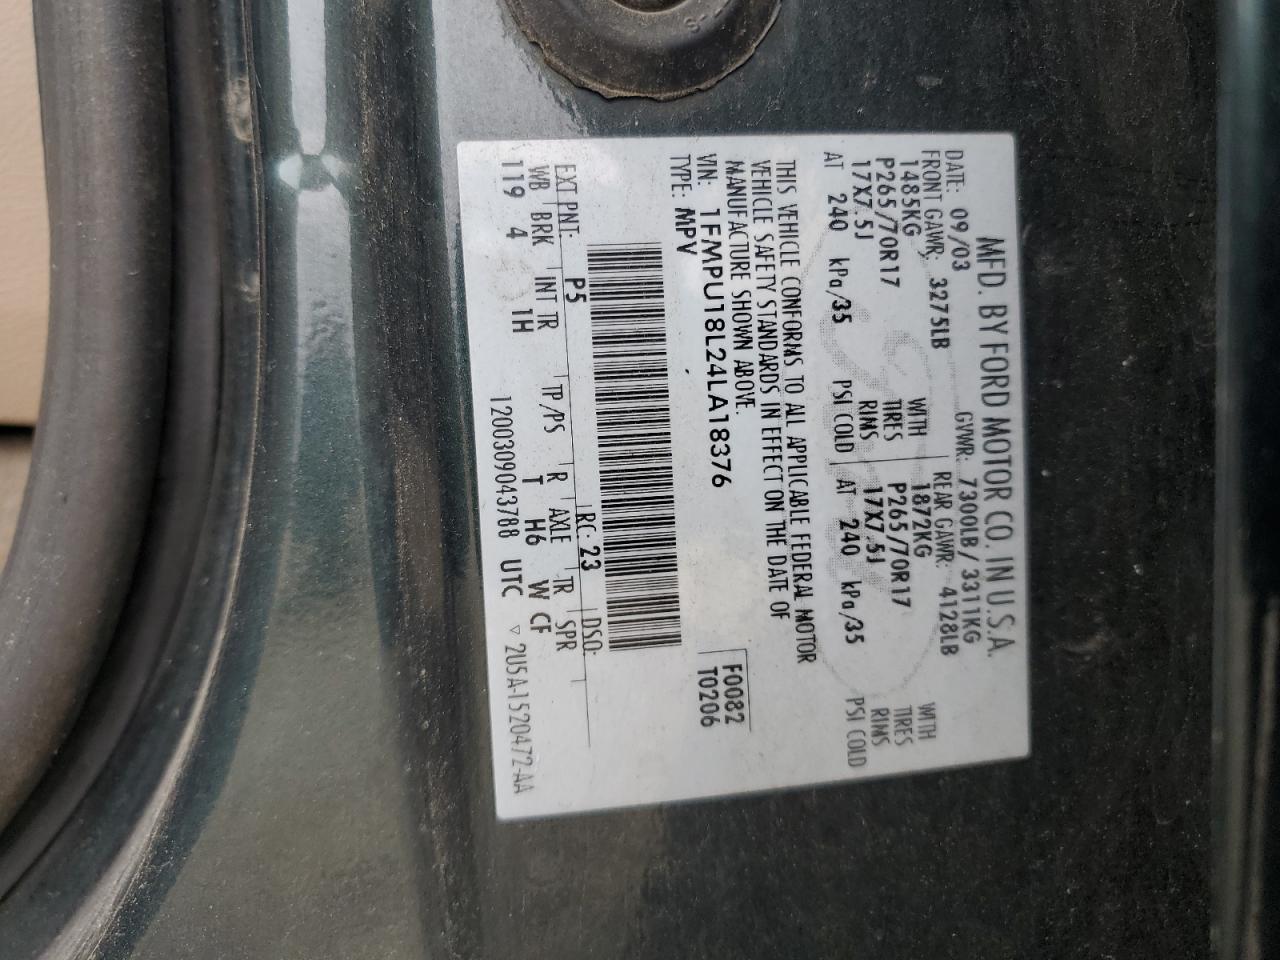 MFD. BY FORD MOTOR CO. IN U.S.A.
DATE: 09/03 GVWR: 7300LB/3311KG
FRONT GAWR: 3275LB REAR GAWR: 4128LB
1485KG WITH 1872KG WITH
P265/70R17 TIRES P265/70R17 TIRES
17X7.5J RIMS 17X7.5J RIMS
AT 240 kPa/35 PSI COLD AT 240 kPa/35 PSI COLD
THIS VEHICLE CONFORMS TO ALL APPLICABLE FEDERAL MOTOR
VEHICLE SAFETY STANDARDS IN EFFECT ON THE DATE OF
MANUFACTURE SHOWN ABOVE.
VIN: 1FMPU18L24LA18376 F0082
TYPE: MPV T0206
EXT PNT: P5 RC: 23 DSO:
WB BRK INT TR TP/PS R AXLE TR SPR
119 4 1H T H6 W CF
1200309043788 UTC ▽ 2U5A-1520472-AA